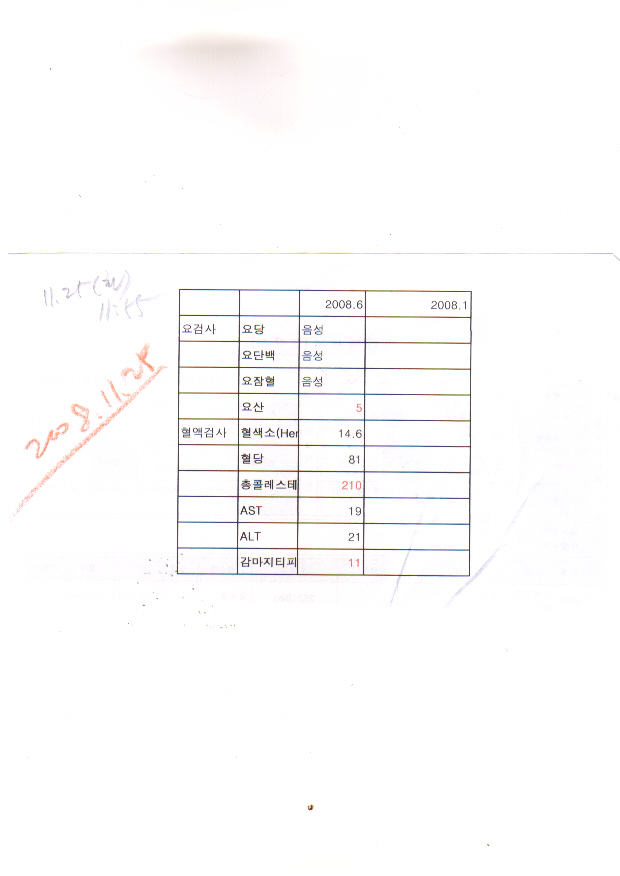 11.25(화)
11:55
2008.11.25
2008.6 2008.1
요검사 요당 음성
요단백 음성
요잠혈 음성
요산 5
혈액검사 혈색소(Her 14.6
혈당 81
총콜레스테 210
AST 19
ALT 21
감마지티피 11